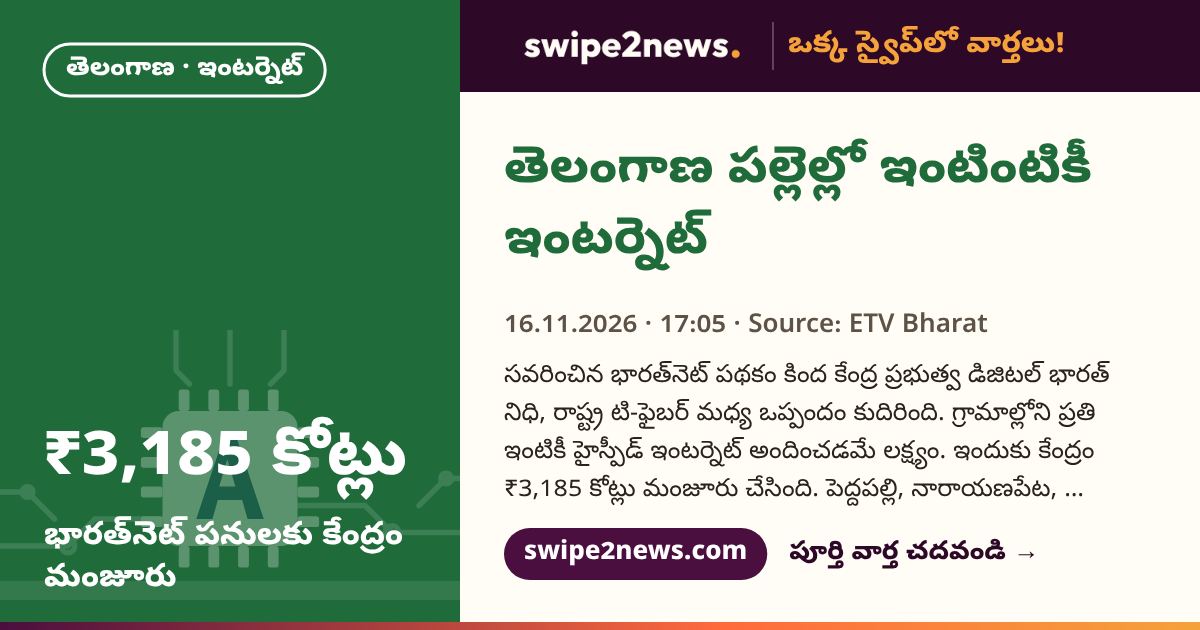 తెలంగాణ · ఇంటర్నెట్
₹3,185 కోట్లు
A
భారత్‌నెట్ పనులకు కేంద్రం
మంజూరు
swipe2news.
ఒక్క స్వైప్‌లో వార్తలు!
తెలంగాణ పల్లెల్లో ఇంటింటికీ
ఇంటర్నెట్
16.11.2026 · 17:05 · Source: ETV Bharat
సవరించిన భారత్‌నెట్ పథకం కింద కేంద్ర ప్రభుత్వ డిజిటల్ భారత్
నిధి, రాష్ట్ర టి-ఫైబర్ మధ్య ఒప్పందం కుదిరింది. గ్రామాల్లోని ప్రతి
ఇంటికీ హైస్పీడ్ ఇంటర్నెట్ అందించడమే లక్ష్యం. ఇందుకు కేంద్రం
₹3,185 కోట్లు మంజూరు చేసింది. పెద్దపల్లి, నారాయణపేట, ...
swipe2news.com
పూర్తి వార్త చదవండి →